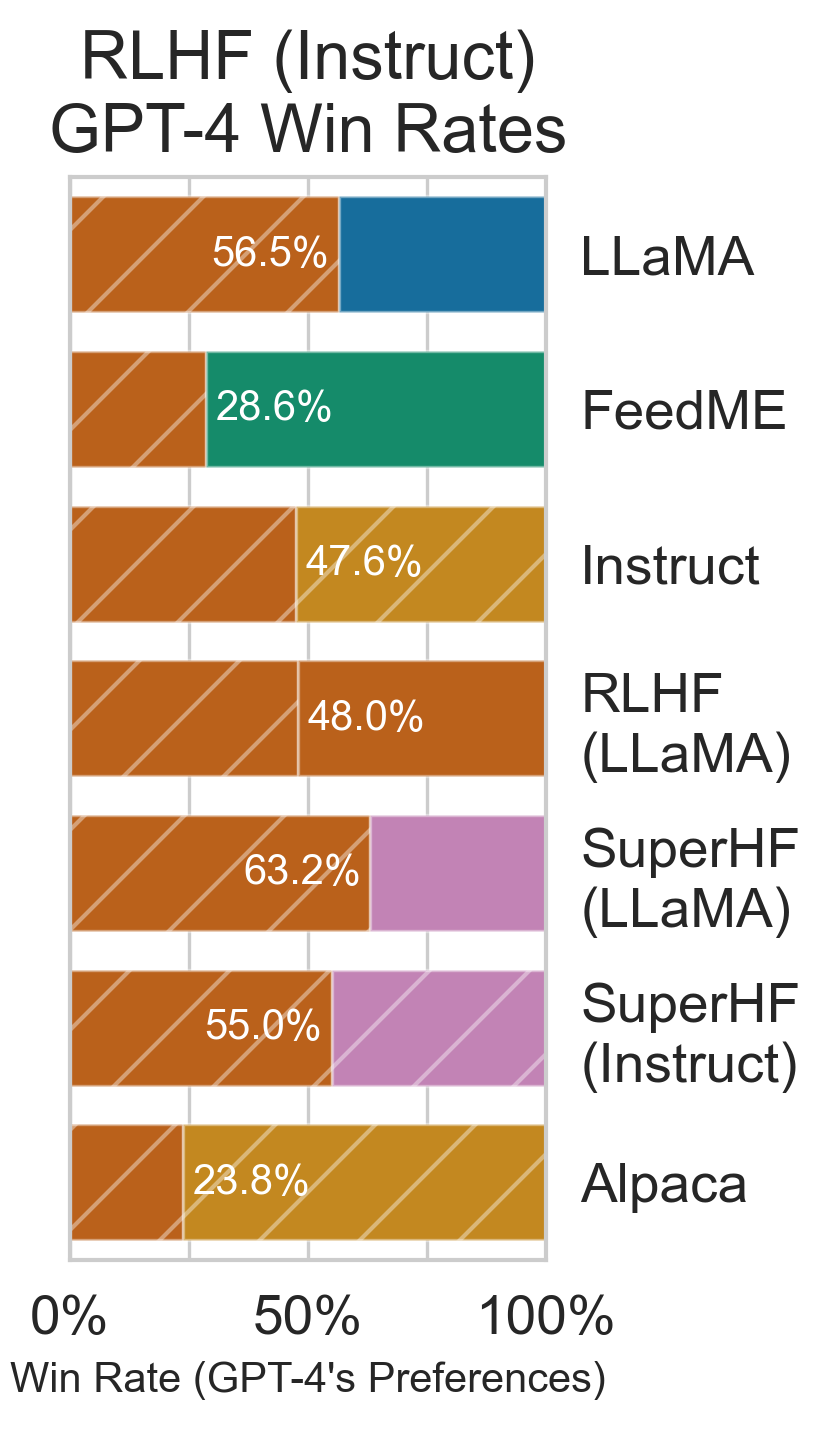 RLHF (Instruct)
GPT-4 Win Rates
56.5%
LLaMA
28.6%
FeedME
47.6%
Instruct
48.0%
RLHF
(LLaMA)
63.2%
SuperHF
(LLaMA)
55.0%
SuperHF
(Instruct)
23.8%
Alpaca
0%
50%
100%
Win Rate (GPT-4's Preferences)